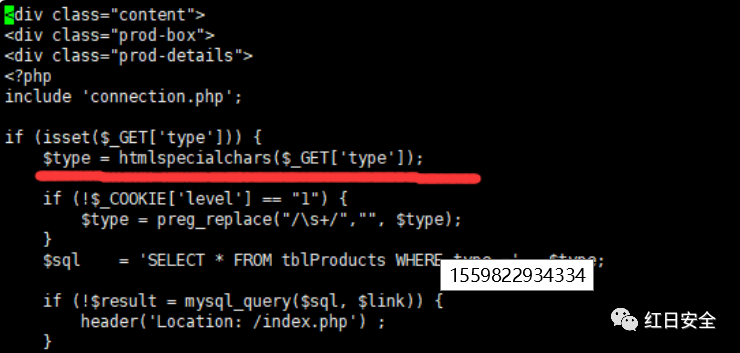 <div class="content">
<div class="prod-box">
<div class="prod-details">
<?php
include 'connection.php';
if (isset($_GET['type'])) {
$type = htmlspecialchars($_GET['type']);
if (!$_COOKIE['level'] == "1") {
$type = preg_replace("/\s+/","", $type);
}
$sql    = 'SELECT * FROM tblProducts WHERE $type;
1559822934334
if (!$result = mysql_query($sql, $link)) {
header('Location: /index.php') ;
}
红日安全